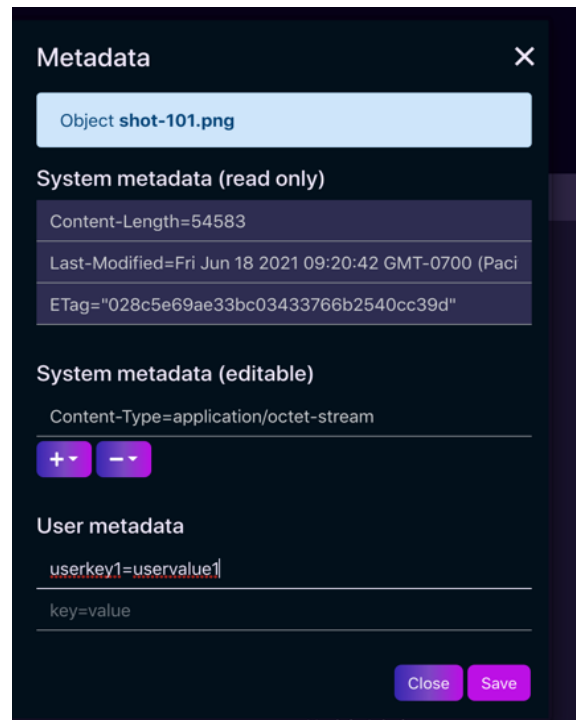 Metadata
Object shot-101.png
System metadata (read only)
Content-Length=54583
Last-Modified=Fri Jun 18 2021 09:20:42 GMT-0700 (Paci
ETag="028c5e69ae33bc03433766b2540cc39d"
System metadata (editable)
Content-Type=application/octet-stream
User metadata
userkey1=uservalue1
key=value
Close Save